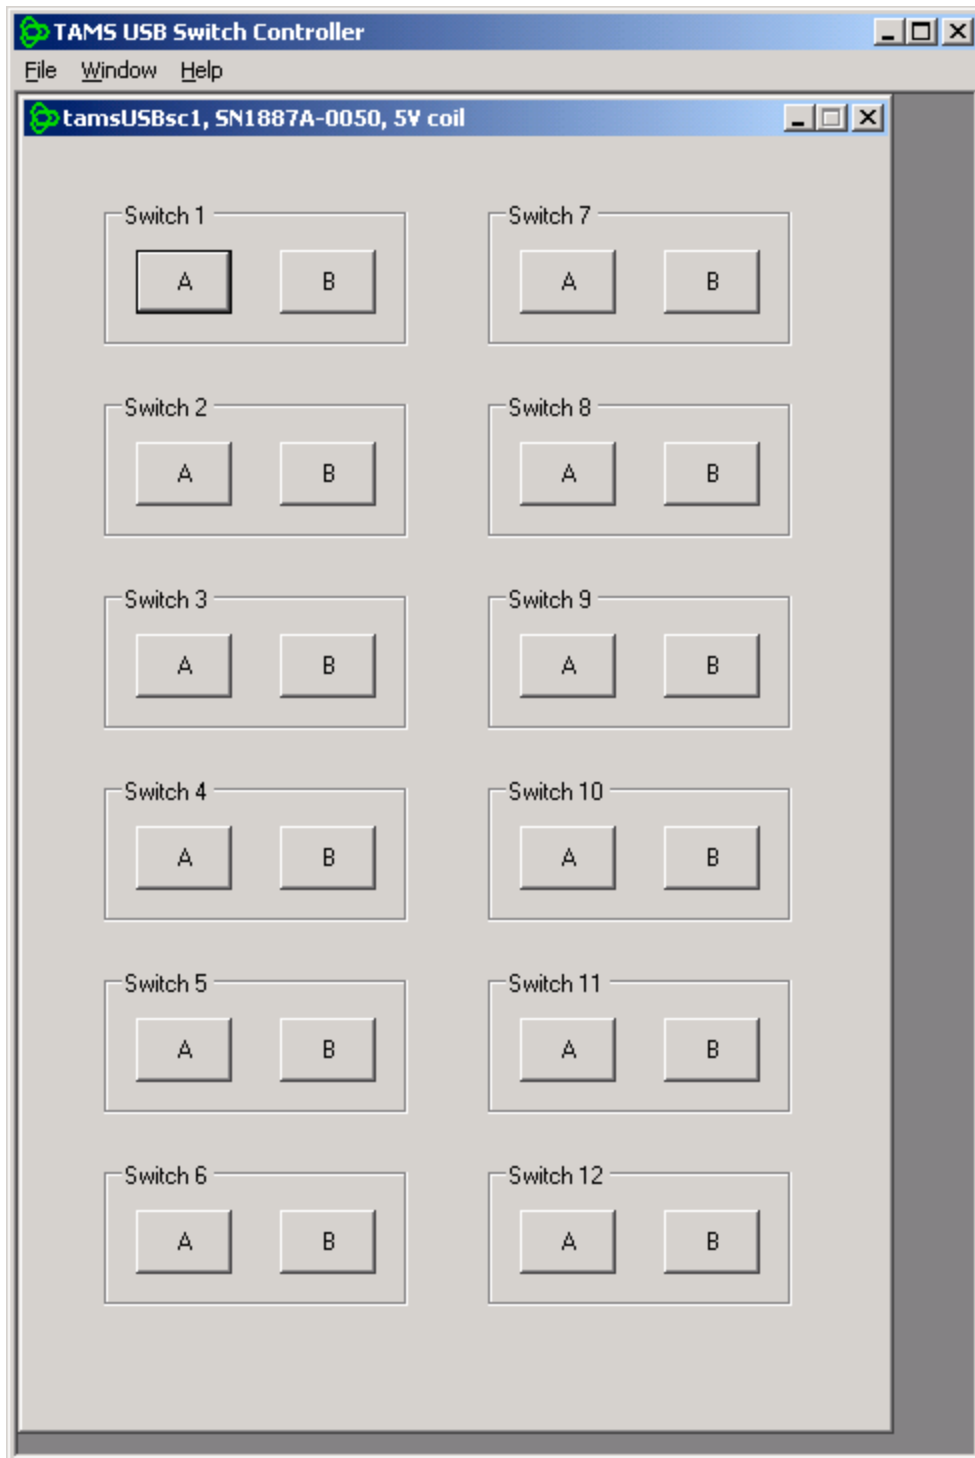 TAMS USB Switch Controller
File Window Help
tamsUSBsc1, SN1887A-0050, 5V coil
Switch 1
A B
Switch 7
A B
Switch 2
A B
Switch 8
A B
Switch 3
A B
Switch 9
A B
Switch 4
A B
Switch 10
A B
Switch 5
A B
Switch 11
A B
Switch 6
A B
Switch 12
A B